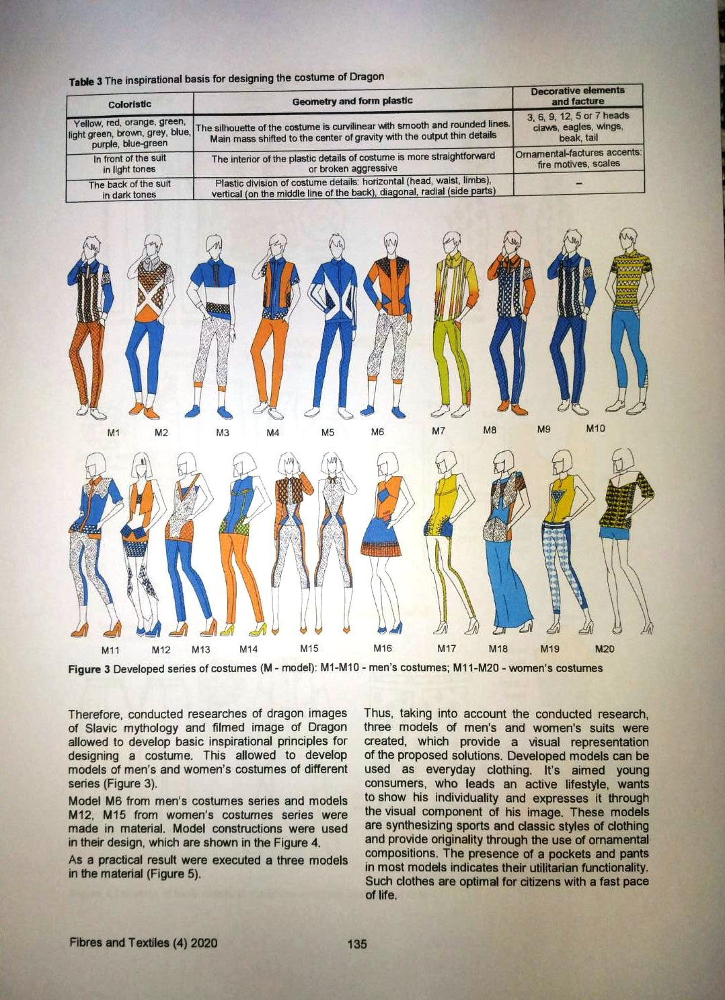 Table 3 The inspirational basis for designing the costume of Dragon
Coloristic
Geometry and form plastic
Decorative elements
and facture
Yellow, red, orange, green,
light green, brown, grey, blue,
purple, blue-green
The silhouette of the costume is curvilinear with smooth and rounded lines.
Main mass shifted to the center of gravity with the output thin details
3, 6, 9, 12, 5 or 7 heads
claws, eagles, wings,
beak, tail
In front of the suit
in light tones
The interior of the plastic details of costume is more straightforward
or broken aggressive
Ornamental-factures accents:
fire motives, scales
The back of the suit
in dark tones
Plastic division of costume details: horizontal (head, waist, limbs),
vertical (on the middle line of the back), diagonal, radial (side parts)
–
M1 M2 M3 M4 M5 M6 M7 M8 M9 M10
M11 M12 M13 M14 M15 M16 M17 M18 M19 M20
Figure 3 Developed series of costumes (M - model): M1-M10 - men's costumes; M11-M20 - women's costumes
Therefore, conducted researches of dragon images
of Slavic mythology and filmed image of Dragon
allowed to develop basic inspirational principles for
designing a costume. This allowed to develop
models of men's and women's costumes of different
series (Figure 3).
Model M6 from men's costumes series and models
M12, M15 from women's costumes series were
made in material. Model constructions were used
in their design, which are shown in the Figure 4.
As a practical result were executed a three models
in the material (Figure 5).
Thus, taking into account the conducted research,
three models of men's and women's suits were
created, which provide a visual representation
of the proposed solutions. Developed models can be
used as everyday clothing. It's aimed young
consumers, who leads an active lifestyle, wants
to show his individuality and expresses it through
the visual component of his image. These models
are synthesizing sports and classic styles of clothing
and provide originality through the use of ornamental
compositions. The presence of a pockets and pants
in most models indicates their utilitarian functionality.
Such clothes are optimal for citizens with a fast pace
of life.
Fibres and Textiles (4) 2020
135